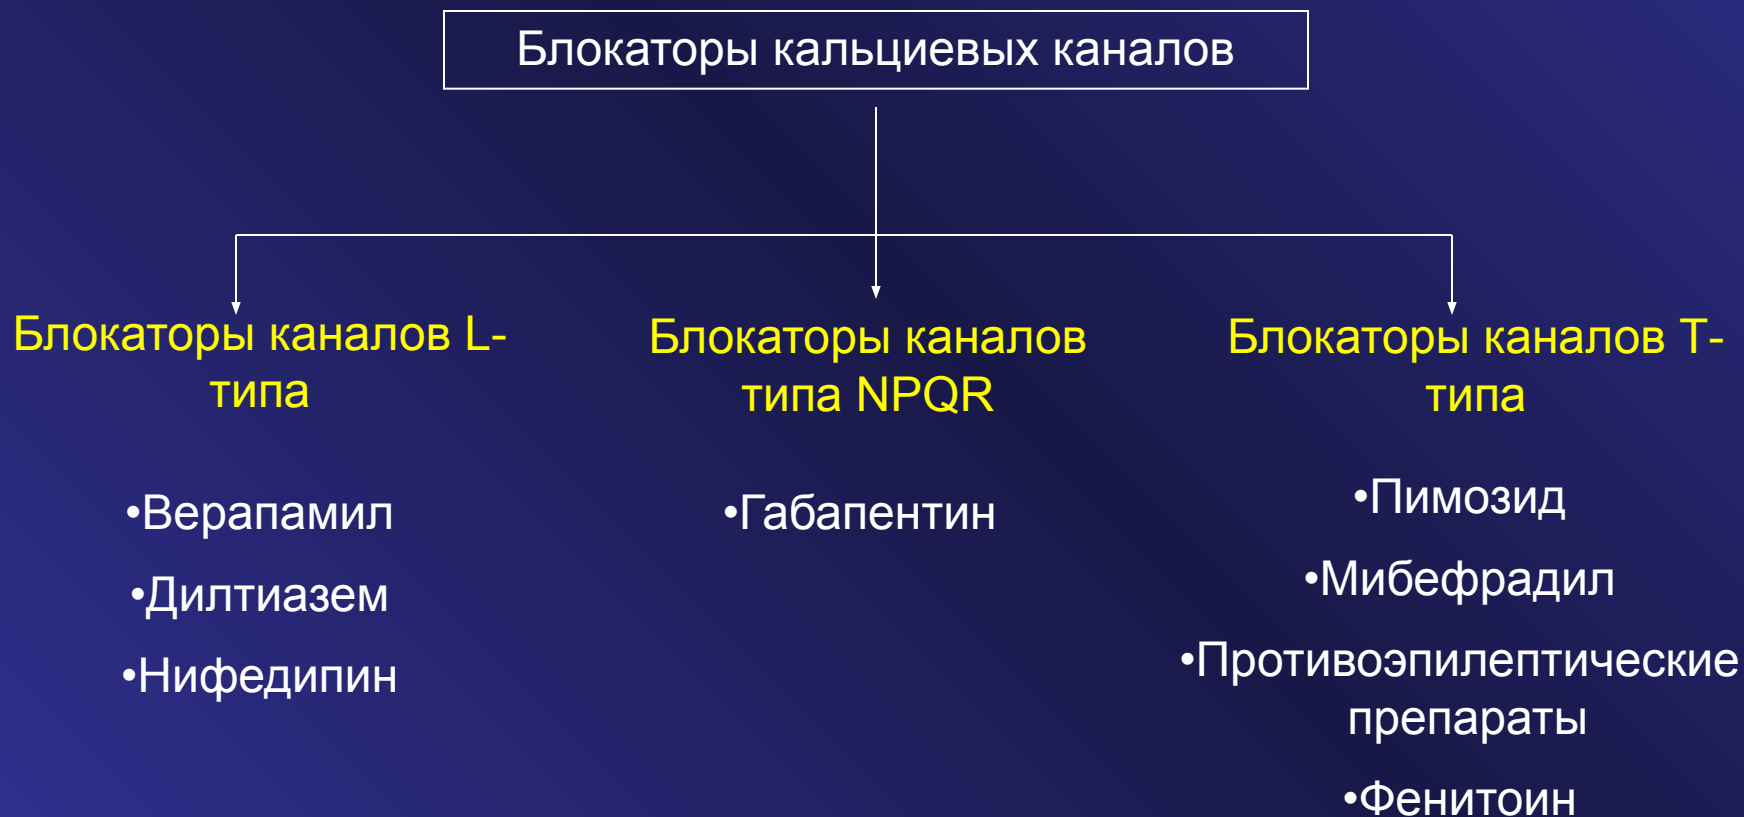 Блокаторы кальциевых каналов
Блокаторы каналов L-
типа
•Верапамил
•Дилтиазем
•Нифедипин
Блокаторы каналов
типа NPQR
•Габапентин
Блокаторы каналов Т-
типа
•Пимозид
•Мибефрадил
•Противоэпилептические
препараты
•Фенитоин